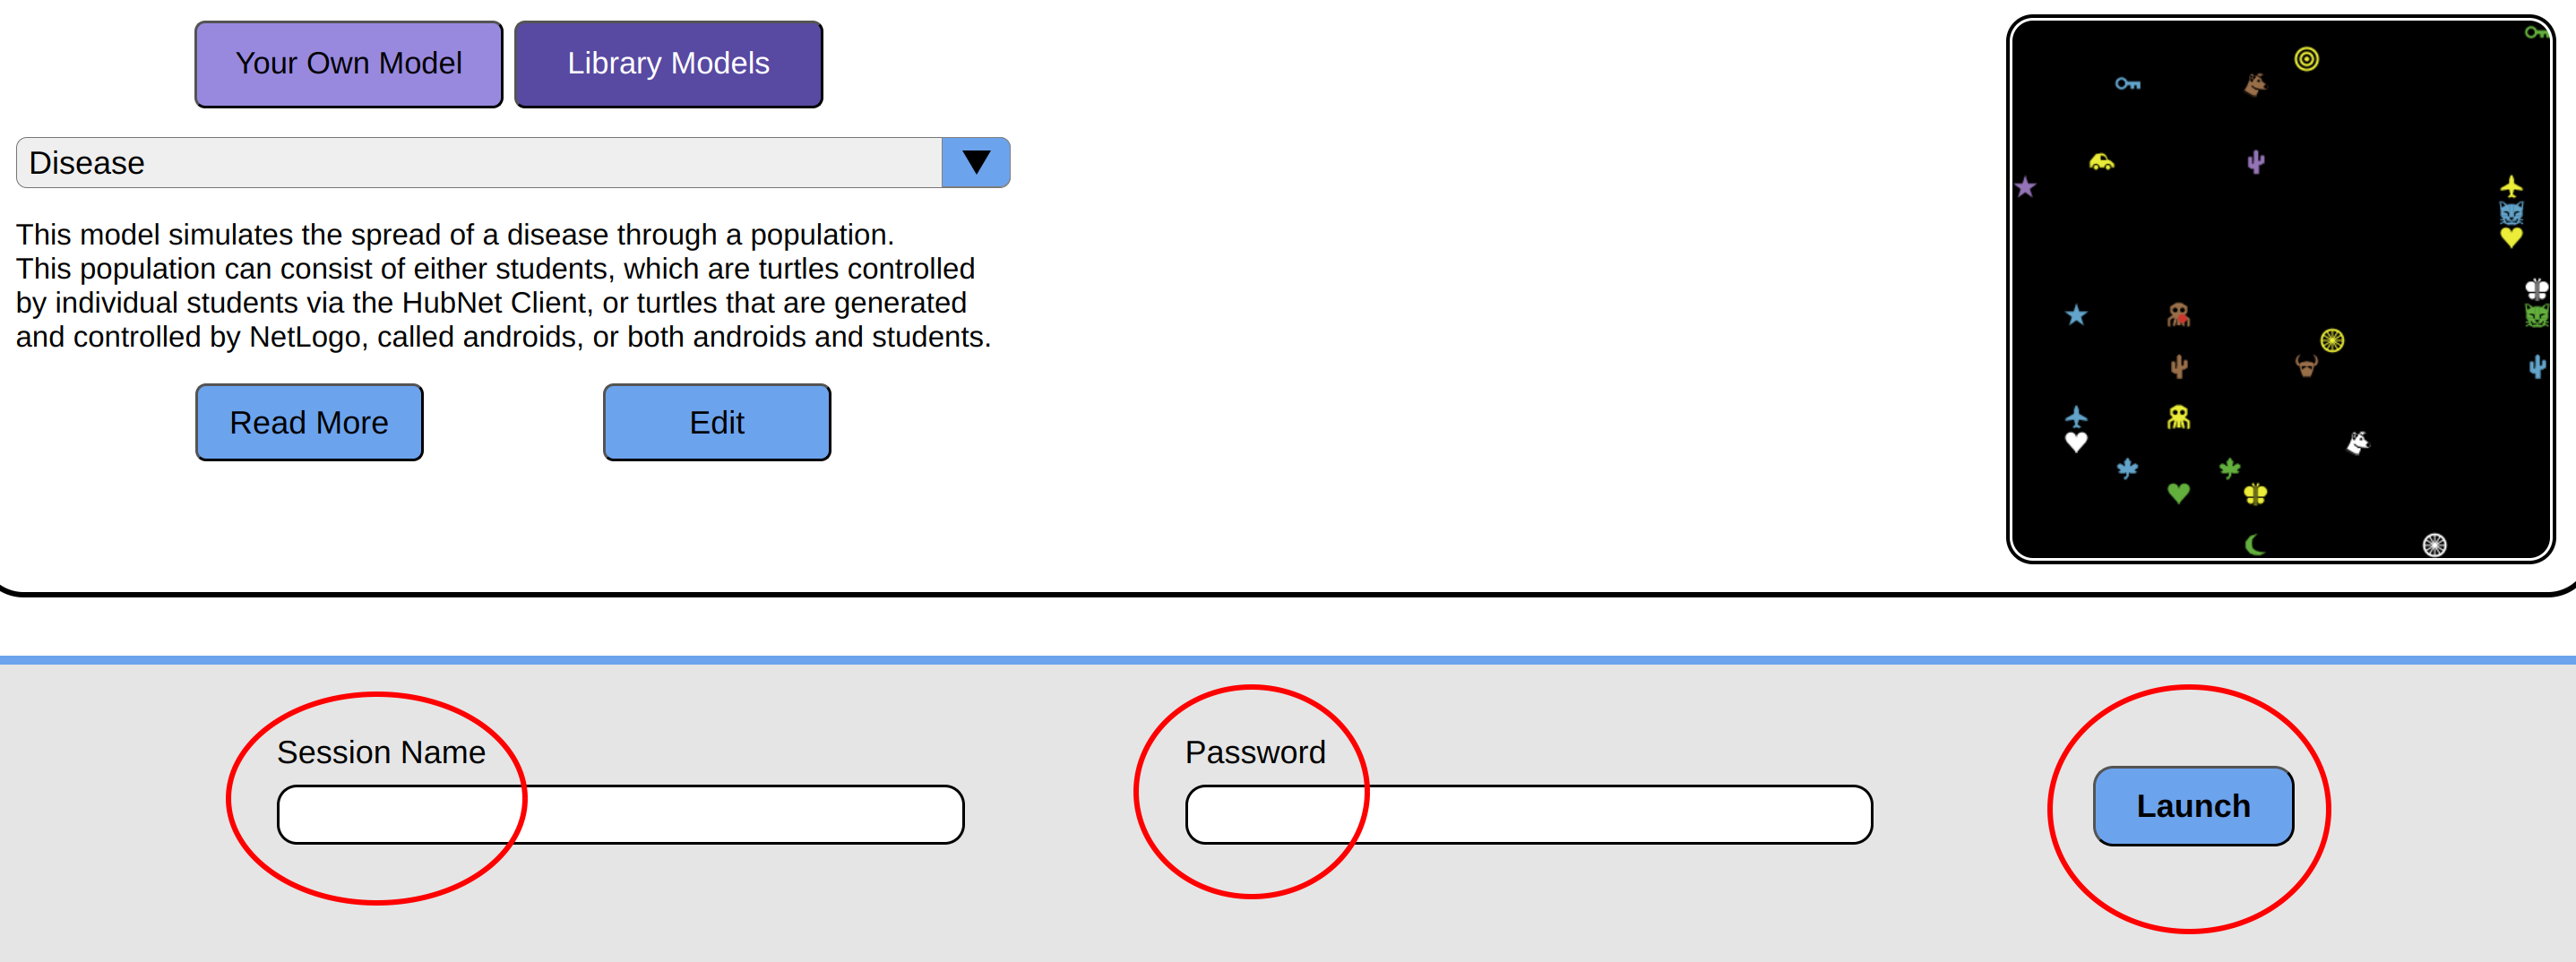 Your Own Model
Library Models
Disease
This model simulates the spread of a disease through a population.
This population can consist of either students, which are turtles controlled
by individual students via the HubNet Client, or turtles that are generated
and controlled by NetLogo, called androids, or both androids and students.
Read More
Edit
Session Name
Password
Launch